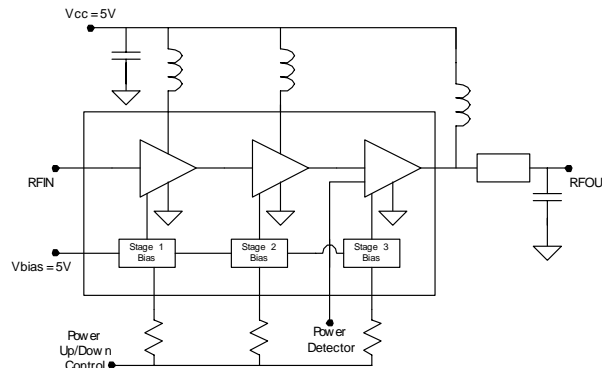 Vcc = 5V
RFIN
RFOU
Stage 1
Bias
Stage 2
Bias
Stage 3
Bias
Vbias = 5V
Power
Up/Down
Control
Power
Detector